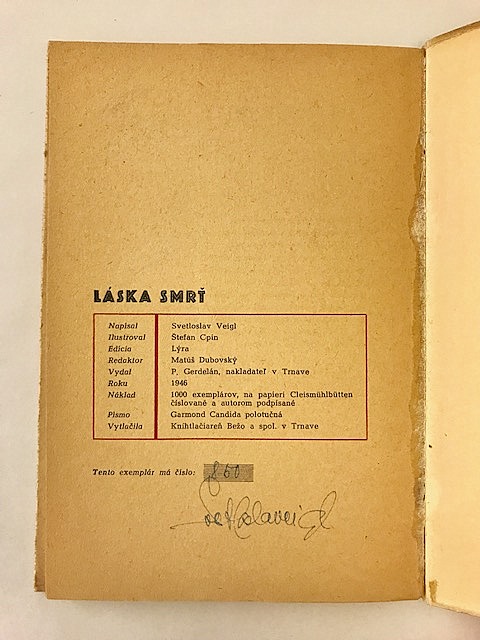 LÁSKA SMRŤ
Napísal Svetloslav Veigl
Ilustroval Štefan Cpin
Edícia Lýra
Redaktor Matúš Dubovský
Vydal P. Gerdelán, nakladateľ v Trnave
Roku 1946
Náklad 1000 exemplárov, na papieri Cleismühlbütten
číslované a autorom podpísané
Písmo Garmond Candida polotučná
Vytlačila Kníhtlačiareň Bežo a spol. v Trnave
Tento exemplár má číslo: 860